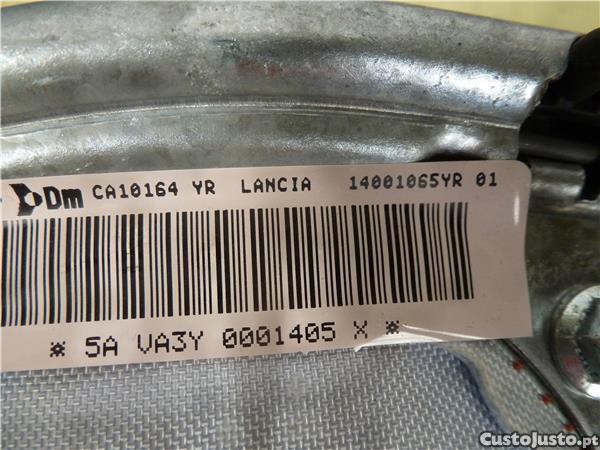 Dm CA10164 YR LANCIA 14001065YR 01
* 5A VA3Y 0001405 X *
CustoJusto.pt